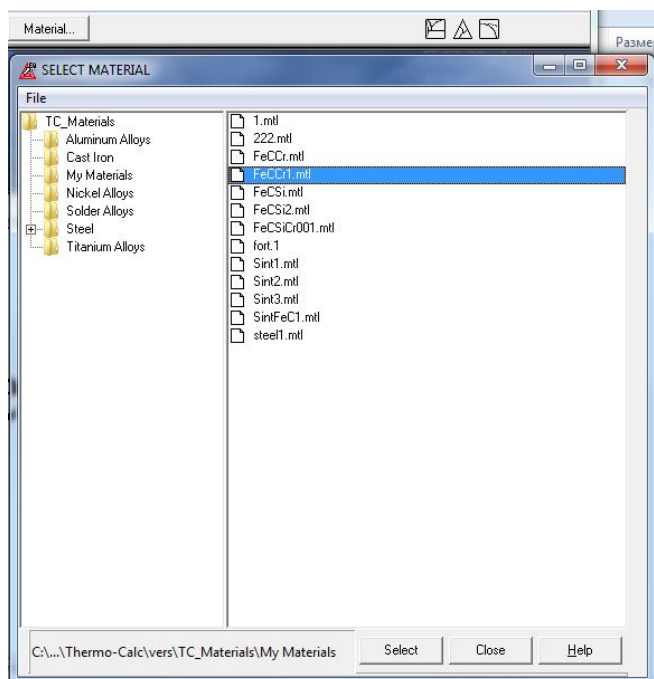 Material...
Разме
SELECT MATERIAL
File
TC_Materials
Aluminum Alloys
Cast Iron
My Materials
Nickel Alloys
Solder Alloys
Steel
Titanium Alloys
1.mtl
222.mtl
FeCCr.mtl
FeCCr1.mtl
FeCSi.mtl
FeCSi2.mtl
FeCSiCr001.mtl
fort.1
Sint1.mtl
Sint2.mtl
Sint3.mtl
SintFeC1.mtl
steel1.mtl
C:\...\Thermo-Calc\vers\TC_Materials\My Materials
Select
Close
Help